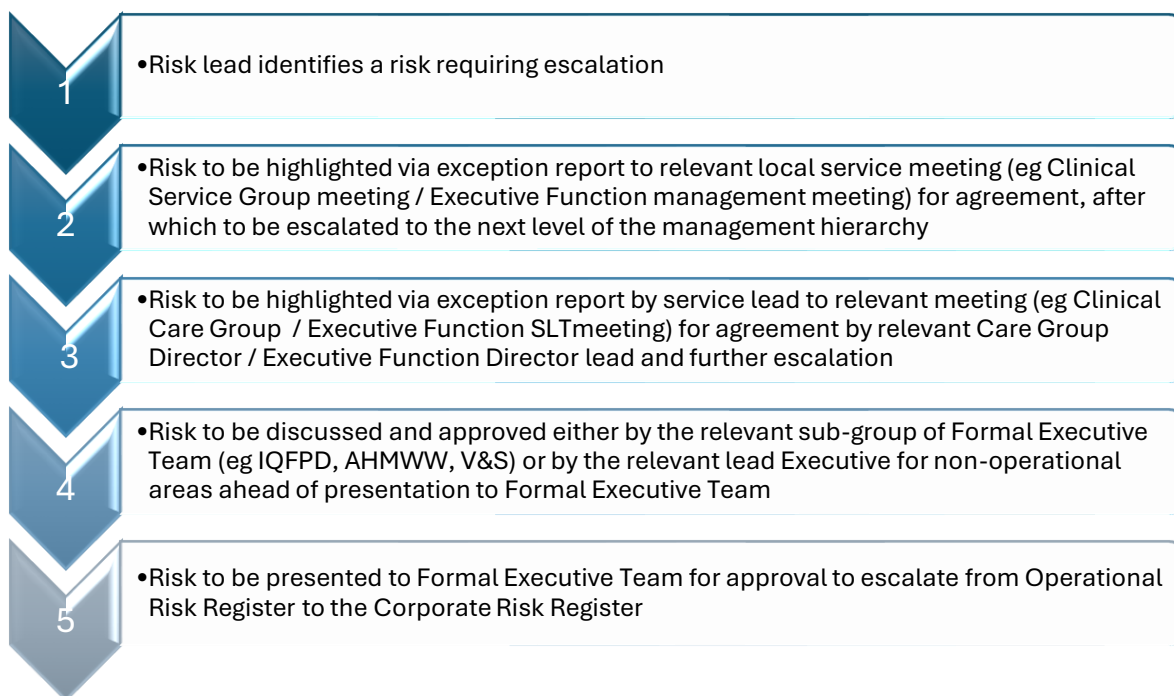 1
•Risk lead identifies a risk requiring escalation
2
•Risk to be highlighted via exception report to relevant local service meeting (eg Clinical
Service Group meeting / Executive Function management meeting) for agreement, after
which to be escalated to the next level of the management hierarchy
3
•Risk to be highlighted via exception report by service lead to relevant meeting (eg Clinical
Care Group / Executive Function SLTmeeting) for agreement by relevant Care Group
Director / Executive Function Director lead and further escalation
4
•Risk to be discussed and approved either by the relevant sub-group of Formal Executive
Team (eg IQFPD, AHMWW, V&S) or by the relevant lead Executive for non-operational
areas ahead of presentation to Formal Executive Team
5
•Risk to be presented to Formal Executive Team for approval to escalate from Operational
Risk Register to the Corporate Risk Register